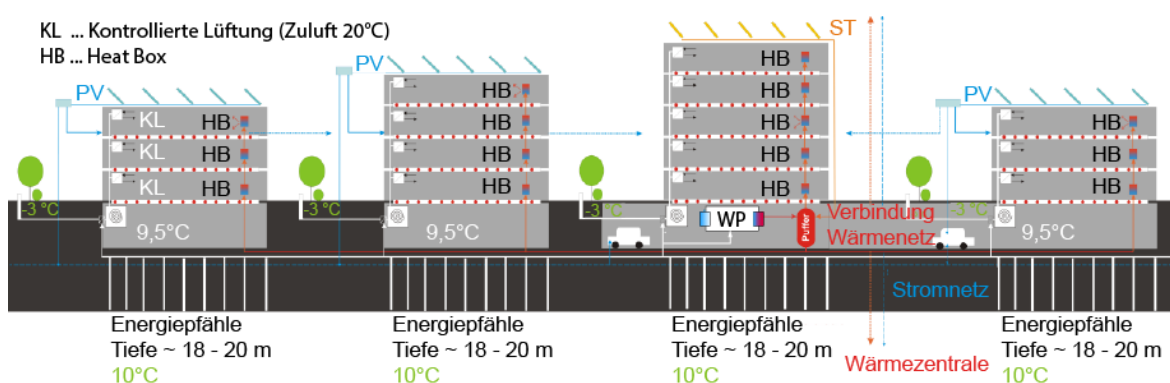 KL ... Kontrollierte Lüftung (Zuluft 20°C)
HB ... Heat Box
PV
KL HB
KL HB
KL HB
-3 °C
9,5°C
Energiepfähle
Tiefe ~ 18 - 20 m
10°C
PV
HB
HB
HB
HB
-3°C
9,5°C
Energiepfähle
Tiefe ~ 18 - 20 m
10°C
ST
HB
HB
HB
HB
HB
-3°C
WP
Puffer
Verbindung
Wärmenetz
Energiepfähle
Tiefe ~ 18 - 20 m
10°C
Stromnetz
Wärmezentrale
PV
HB
HB
HB
-3°C
9,5°C
Energiepfähle
Tiefe ~ 18 - 20 m
10°C